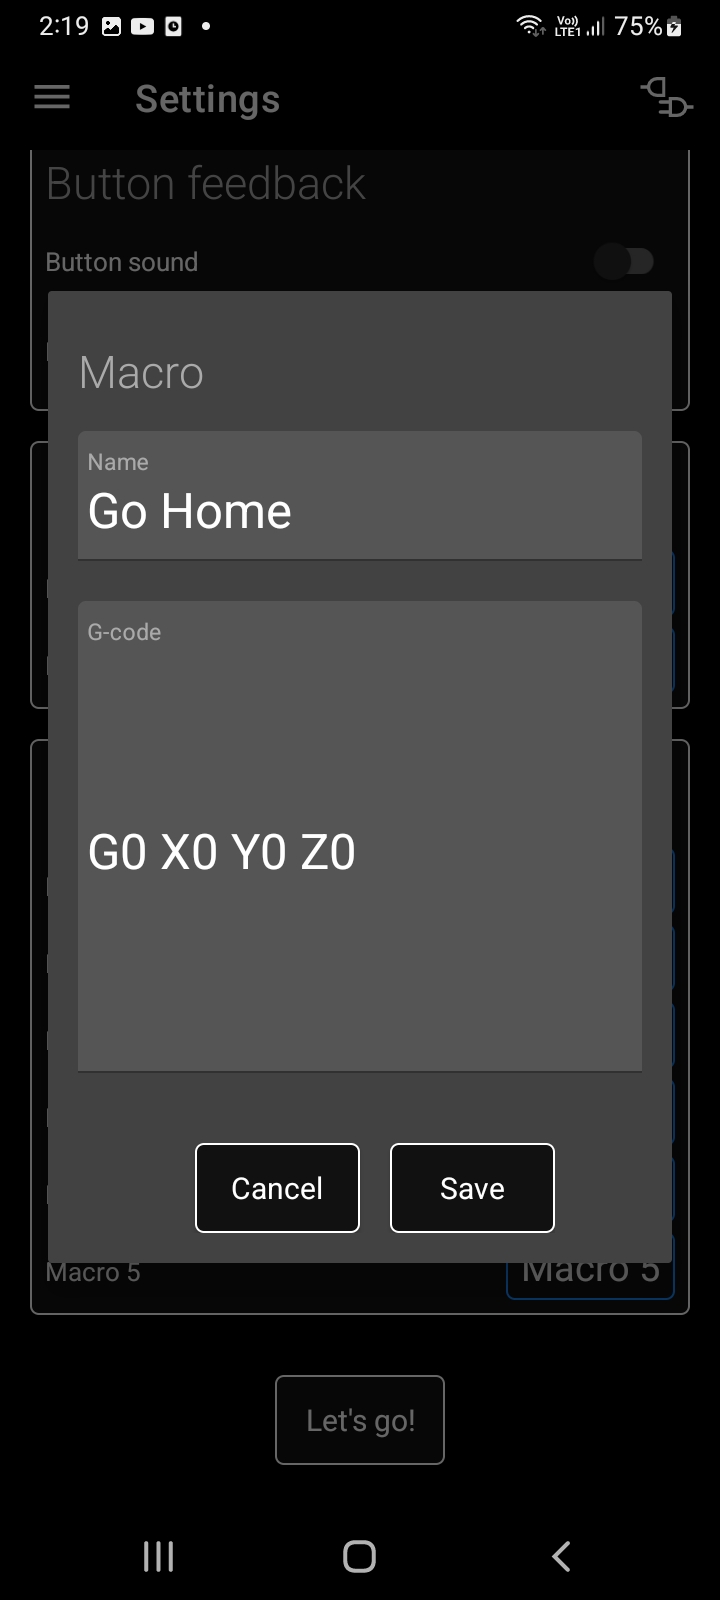 2:19 Vo)) LTE1 75%
Settings
Button feedback
Button sound
Macro
Name
Go Home
G-code
G0 X0 Y0 Z0
Cancel Save
Macro 5 Macro 5
Let's go!